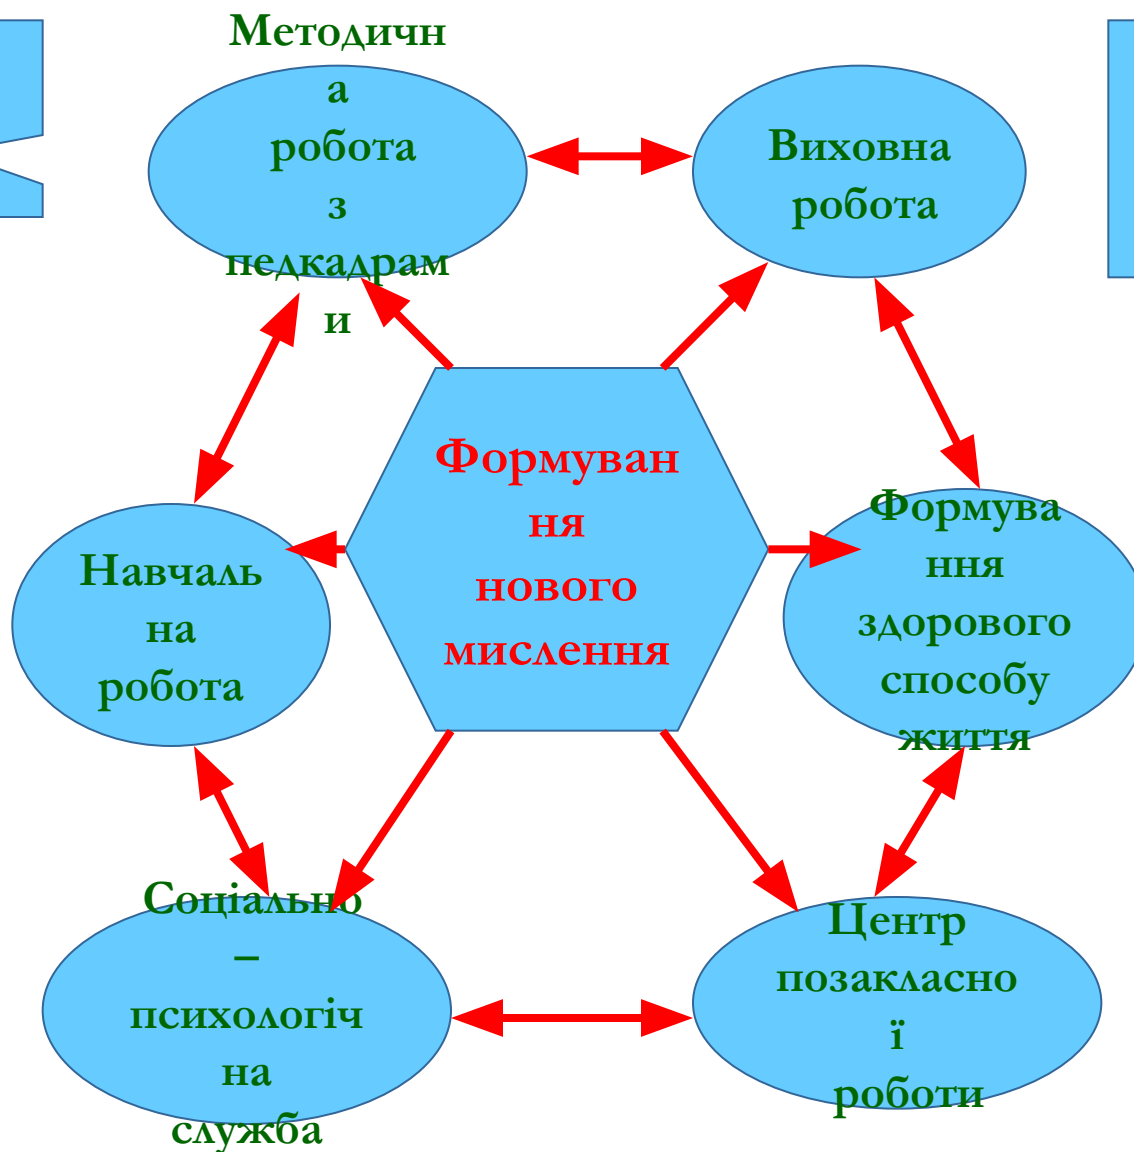 Методичн
а
робота
з
педкадрам
и
Виховна
робота
Формуван
ня
нового
мислення
Навчаль
на
робота
Формува
ння
здорового
способу
життя
Соціально
–
психологіч
на
служба
Центр
позакласно
ї
роботи